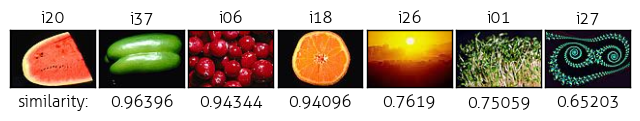 i20 i37 i06 i18 i26 i01 i27
similarity: 0.96396 0.94344 0.94096 0.7619 0.75059 0.65203